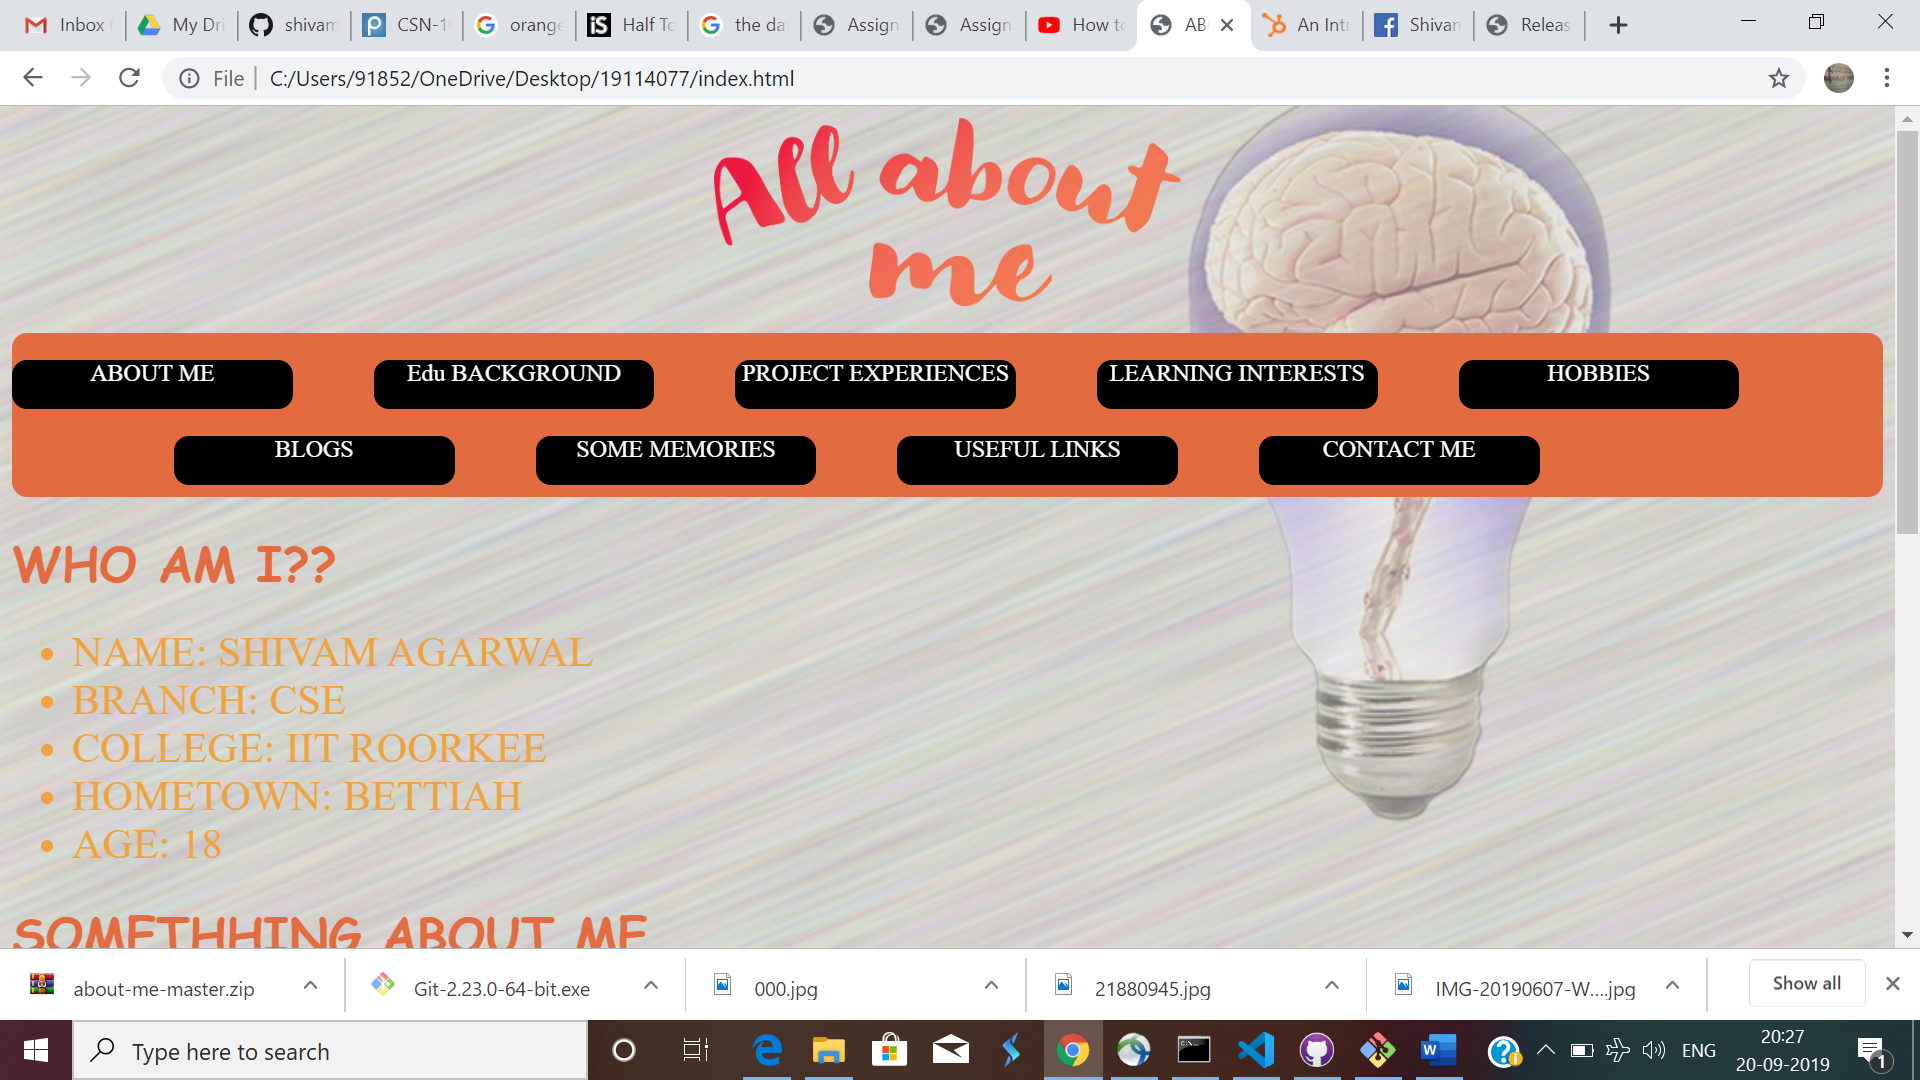 Inbox
My Dri
shivam
CSN-1
orange
Half To
the da
Assign
Assign
How to
AB
An Int
Shivam
Releas
File
C:/Users/91852/OneDrive/Desktop/19114077/index.html
All about
me
ABOUT ME
Edu BACKGROUND
PROJECT EXPERIENCES
LEARNING INTERESTS
HOBBIES
BLOGS
SOME MEMORIES
USEFUL LINKS
CONTACT ME
WHO AM I??
• NAME: SHIVAM AGARWAL
• BRANCH: CSE
• COLLEGE: IIT ROORKEE
• HOMETOWN: BETTIAH
• AGE: 18
SOMETHHING ABOUT ME
about-me-master.zip
Git-2.23.0-64-bit.exe
000.jpg
21880945.jpg
IMG-20190607-W....jpg
Show all
Type here to search
ENG
20:27
20-09-2019
1